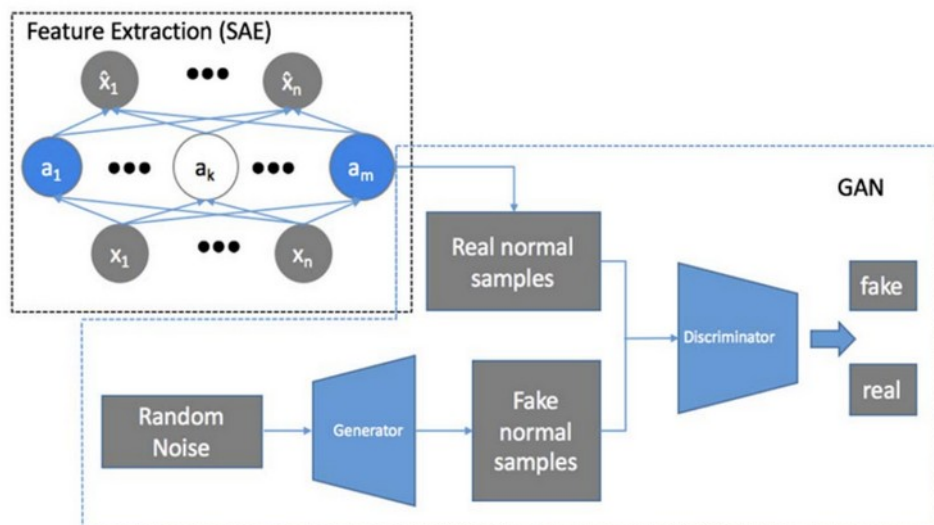 Feature Extraction (SAE)
x̂₁ ••• x̂ₙ
a₁ ••• aₖ ••• aₘ
x₁ ••• xₙ
GAN
Real normal
samples
fake
Discriminator
real
Random
Noise
Generator
Fake
normal
samples